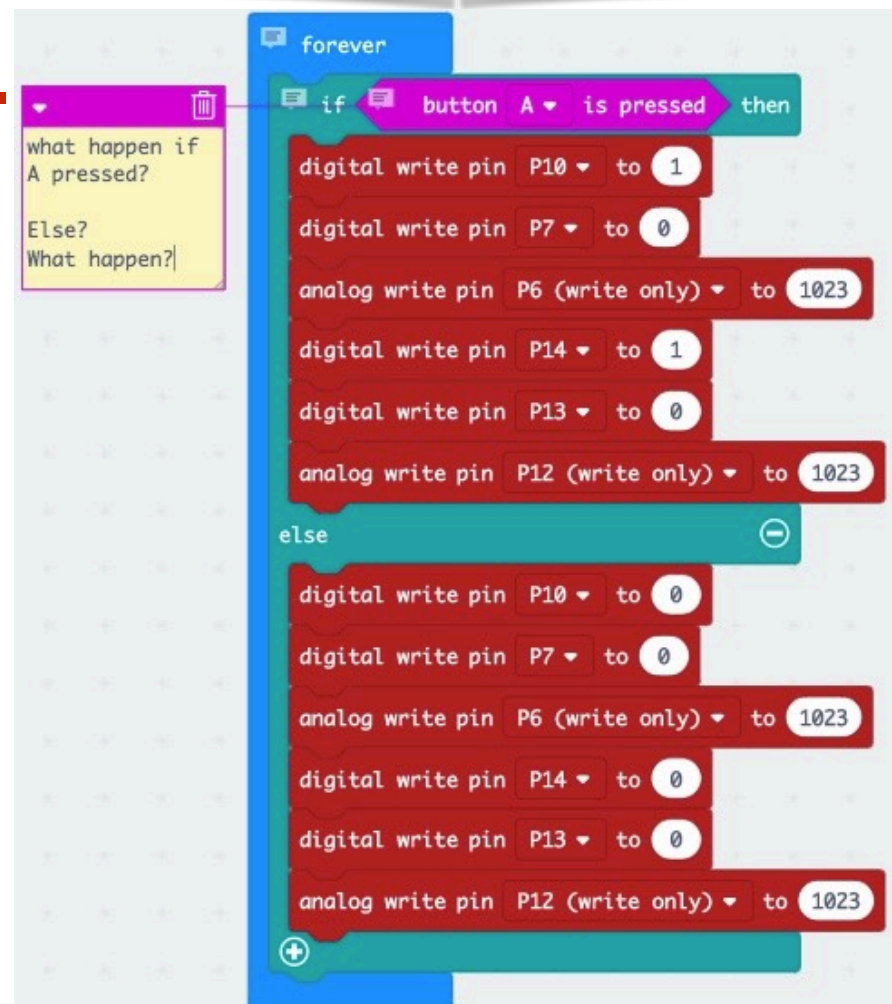 forever
if button A is pressed then
what happen if
A pressed?
Else?
What happen?
digital write pin P10 to 1
digital write pin P7 to 0
analog write pin P6 (write only) to 1023
digital write pin P14 to 1
digital write pin P13 to 0
analog write pin P12 (write only) to 1023
else
digital write pin P10 to 0
digital write pin P7 to 0
analog write pin P6 (write only) to 1023
digital write pin P14 to 0
digital write pin P13 to 0
analog write pin P12 (write only) to 1023